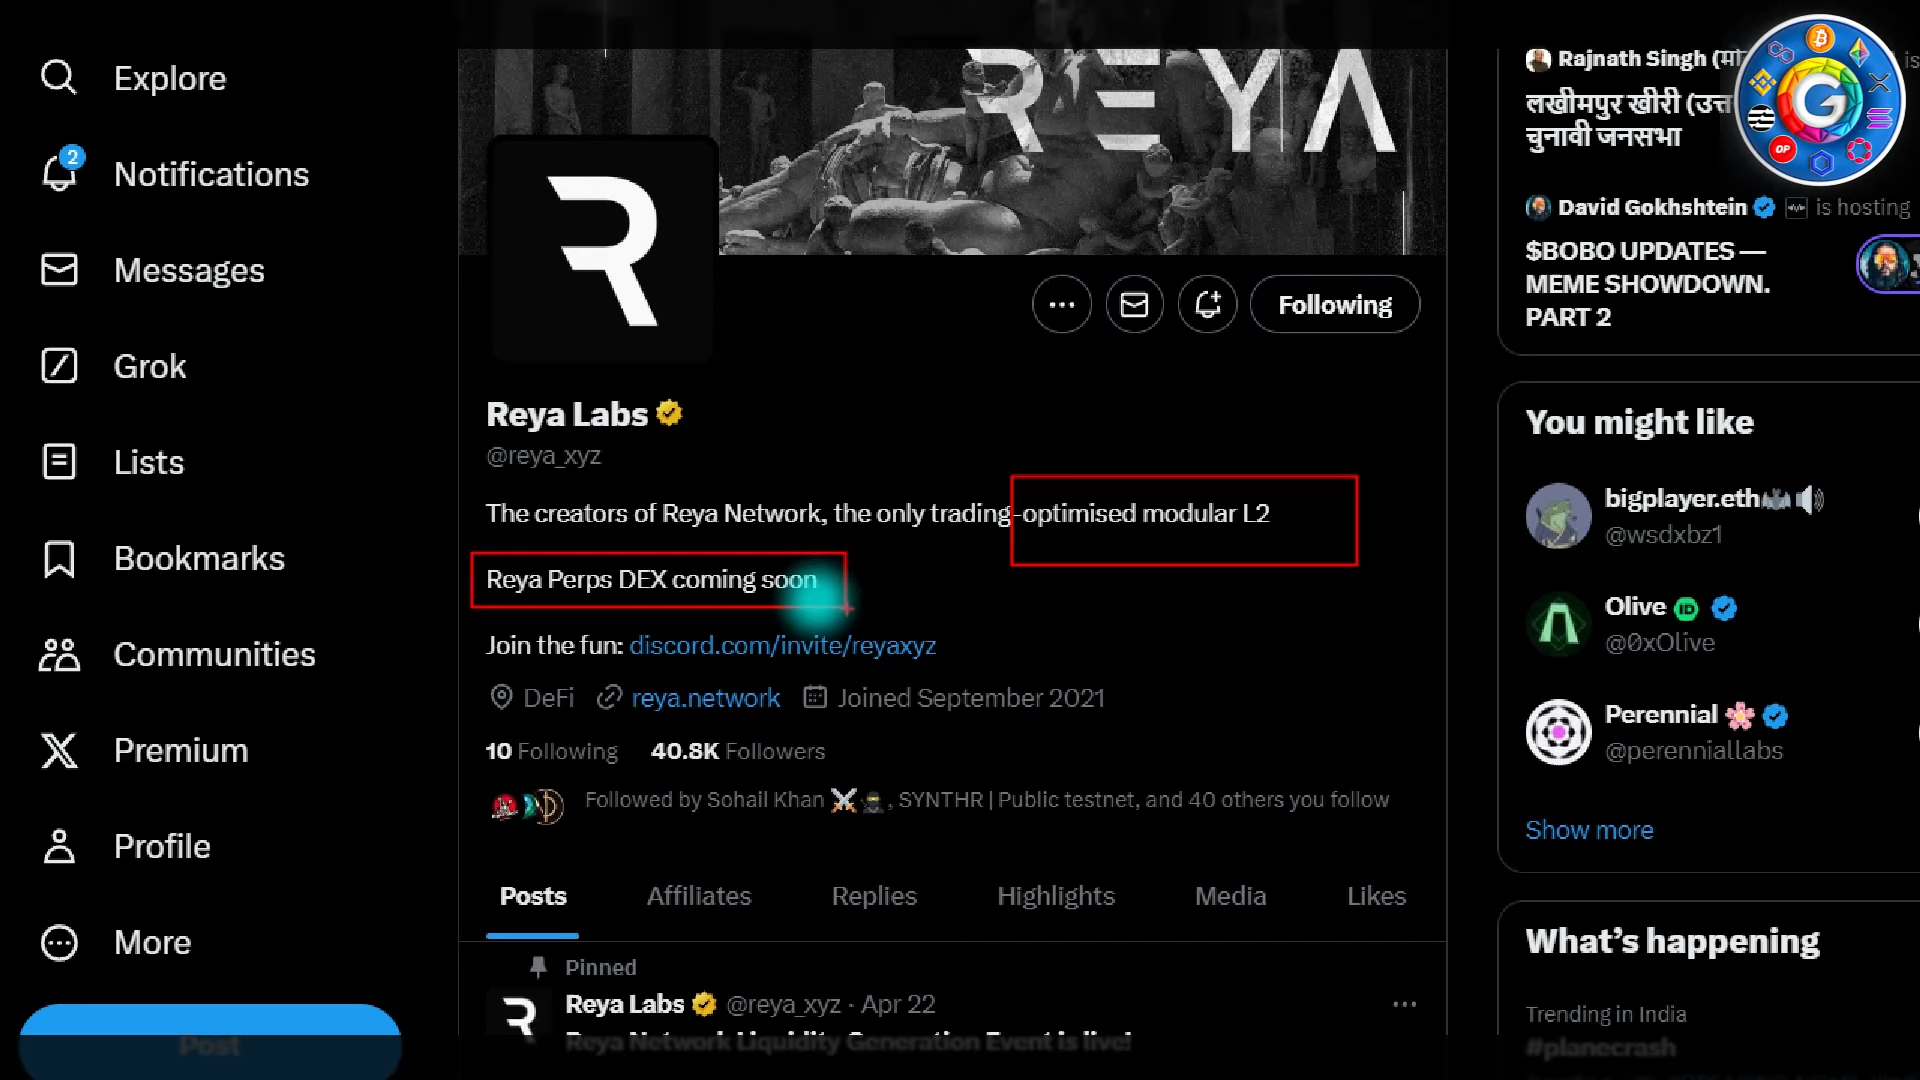 Explore
2
Notifications
Messages
Grok
Lists
Bookmarks
Communities
Premium
Profile
More
Post
REYA
Following
Reya Labs
@reya_xyz
The creators of Reya Network, the only trading-optimised modular L2
Reya Perps DEX coming soon
Join the fun: discord.com/invite/reyaxyz
DeFi reya.network Joined September 2021
10 Following 40.8K Followers
Followed by Sohail Khan ⚔️🥷, SYNTHR | Public testnet, and 40 others you follow
Posts Affiliates Replies Highlights Media Likes
Pinned
Reya Labs @reya_xyz · Apr 22
Reya Network Liquidity Generation Event is live!
Rajnath Singh
लखीमपुर खीरी
चुनावी जनसभा
David Gokhshtein is hosting
$BOBO UPDATES —
MEME SHOWDOWN.
PART 2
You might like
bigplayer.eth🦇🔊
@wsdxbz1
Olive
@0xOlive
Perennial 🌸
@perenniallabs
Show more
What's happening
Trending in India
#planecrash
G
OP